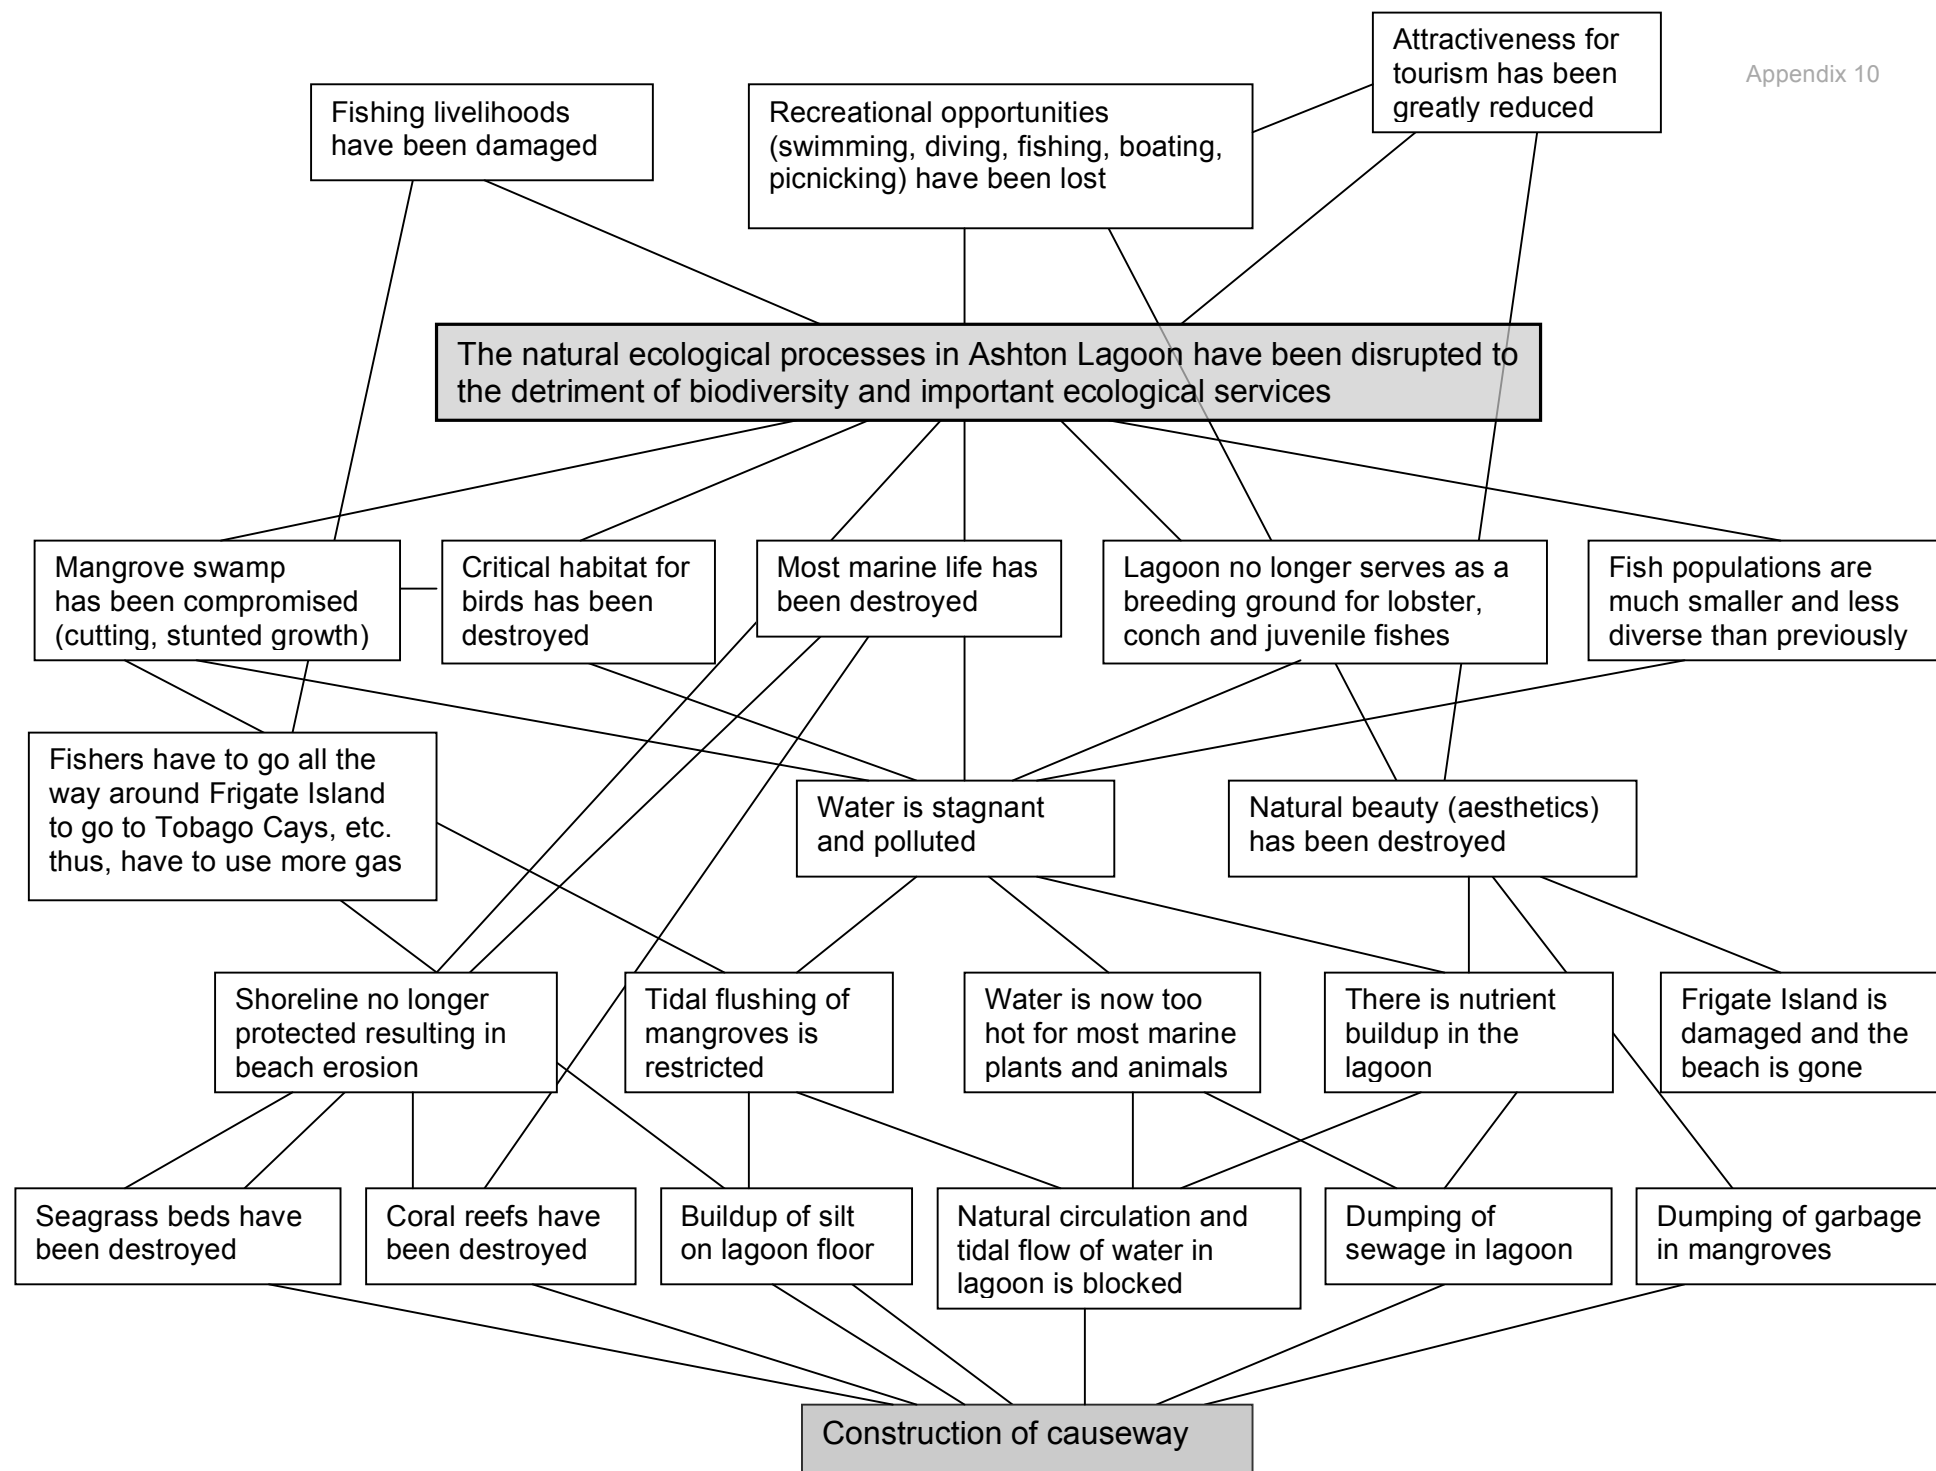 Attractiveness for
tourism has been
greatly reduced
Appendix 10
Fishing livelihoods
have been damaged
Recreational opportunities
(swimming, diving, fishing, boating,
picnicking) have been lost
The natural ecological processes in Ashton Lagoon have been disrupted to
the detriment of biodiversity and important ecological services
Mangrove swamp
has been compromised
(cutting, stunted growth)
Critical habitat for
birds has been
destroyed
Most marine life has
been destroyed
Lagoon no longer serves as a
breeding ground for lobster,
conch and juvenile fishes
Fish populations are
much smaller and less
diverse than previously
Fishers have to go all the
way around Frigate Island
to go to Tobago Cays, etc.
thus, have to use more gas
Water is stagnant
and polluted
Natural beauty (aesthetics)
has been destroyed
Shoreline no longer
protected resulting in
beach erosion
Tidal flushing of
mangroves is
restricted
Water is now too
hot for most marine
plants and animals
There is nutrient
buildup in the
lagoon
Frigate Island is
damaged and the
beach is gone
Seagrass beds have
been destroyed
Coral reefs have
been destroyed
Buildup of silt
on lagoon floor
Natural circulation and
tidal flow of water in
lagoon is blocked
Dumping of
sewage in lagoon
Dumping of garbage
in mangroves
Construction of causeway